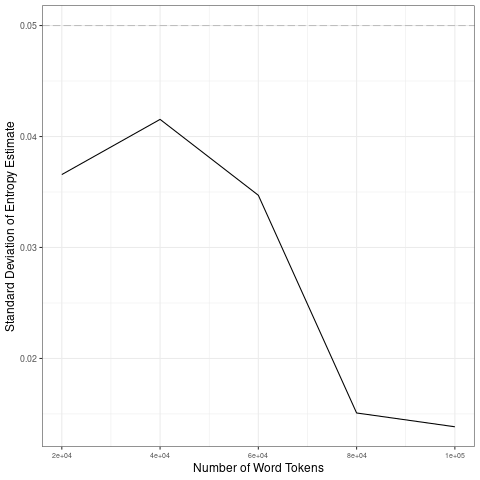 0.05
0.04
0.03
0.02
Standard Deviation of Entropy Estimate
2e+04 4e+04 6e+04 8e+04 1e+05
Number of Word Tokens